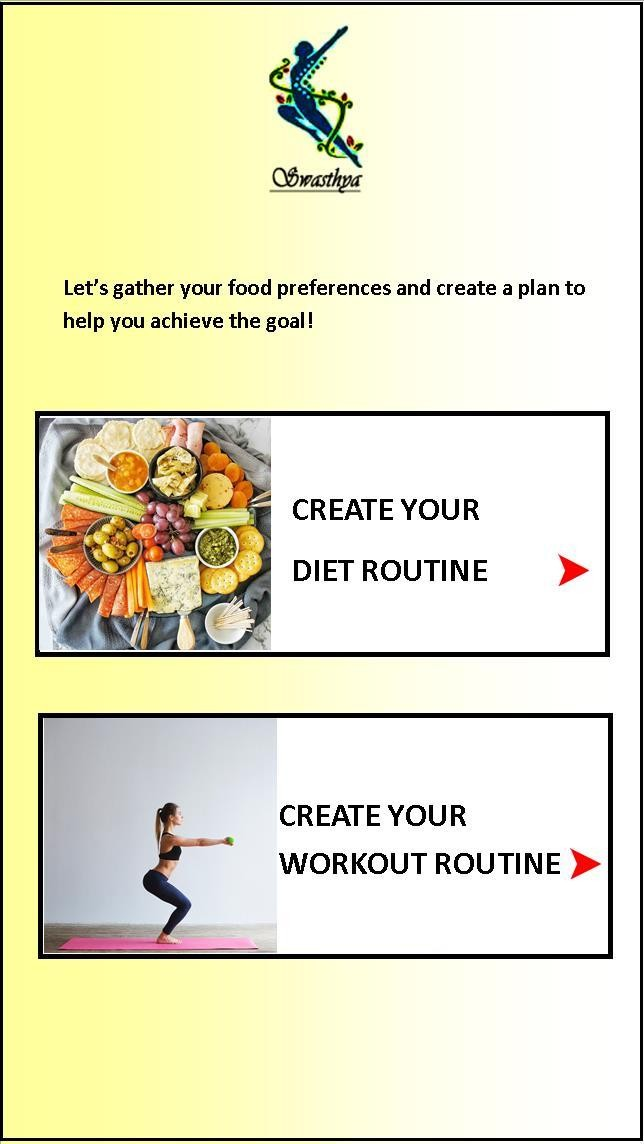 Swasthya
Let’s gather your food preferences and create a plan to
help you achieve the goal!
CREATE YOUR
DIET ROUTINE
CREATE YOUR
WORKOUT ROUTINE